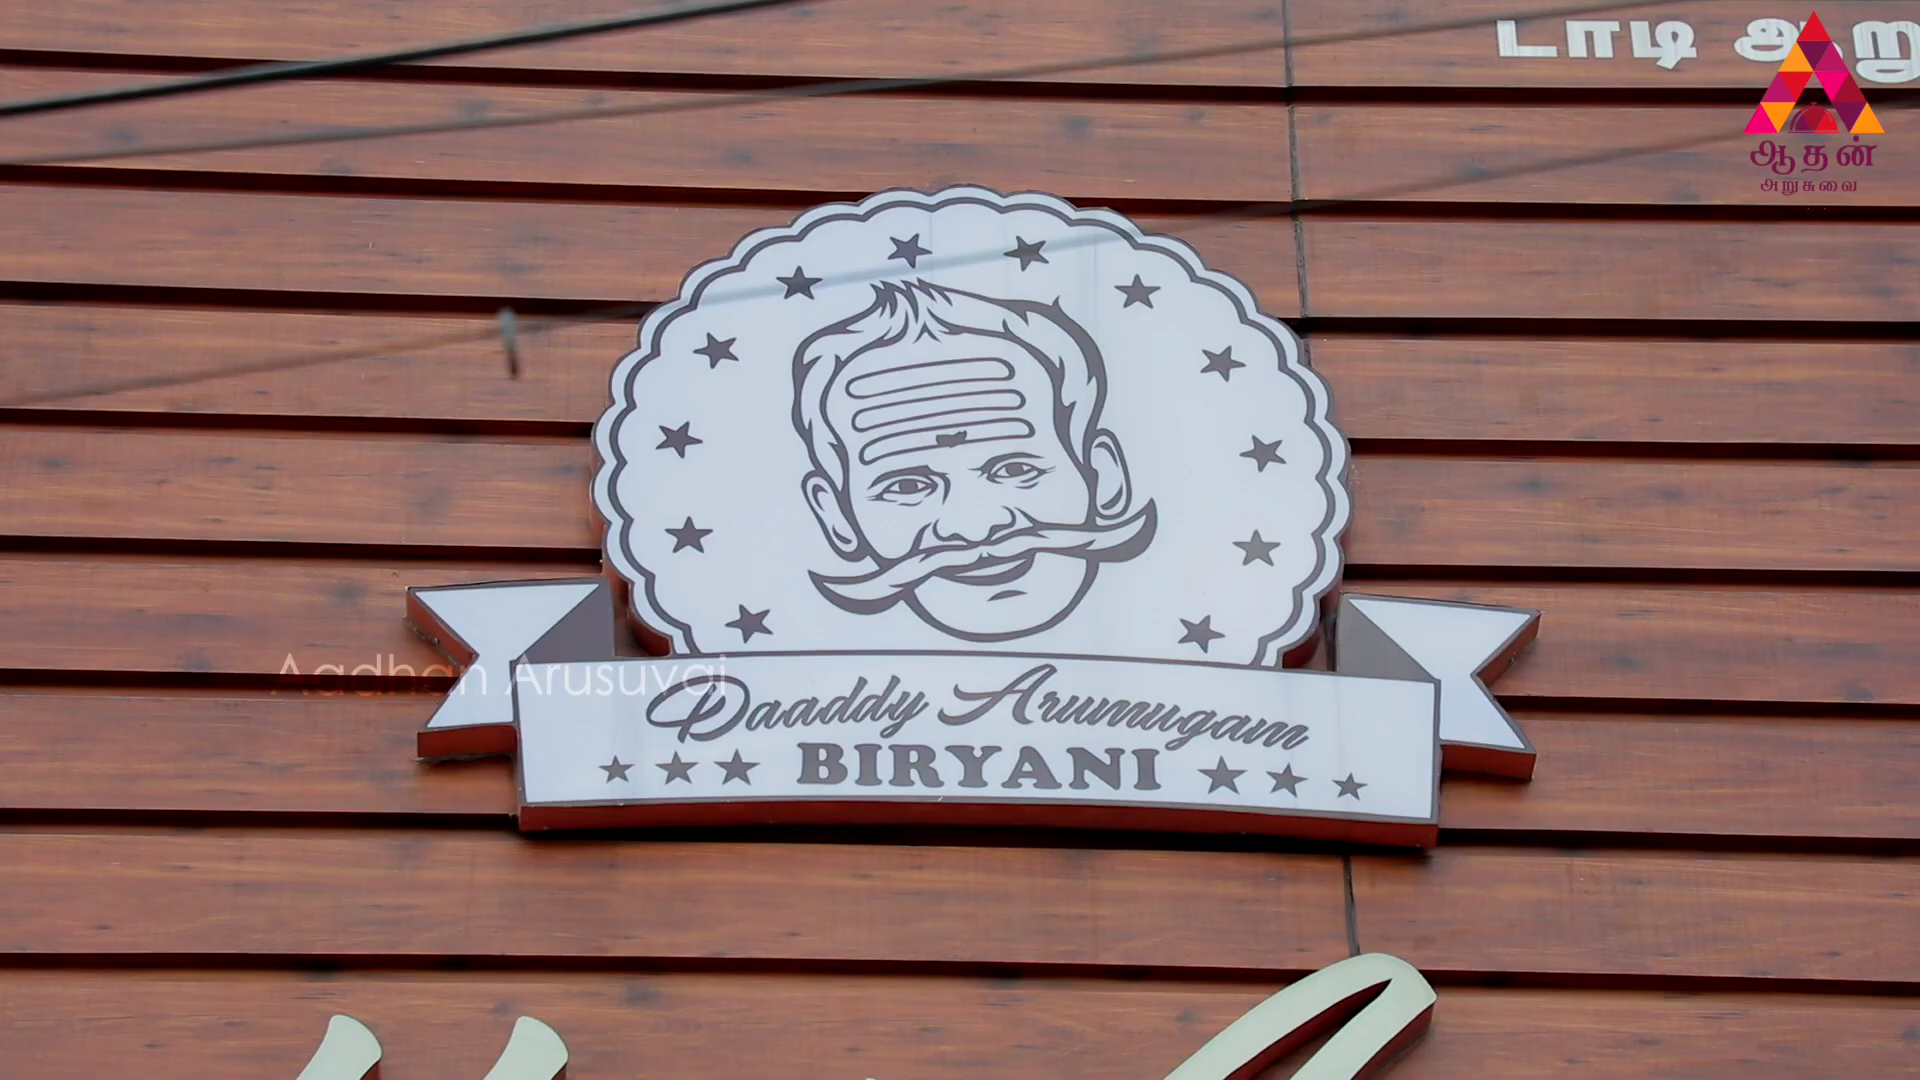 டாடி ஆறு
ஆதன்
அறுசுவை
Aadhan Arusuvai
Daaddy Arumugam
BIRYANI